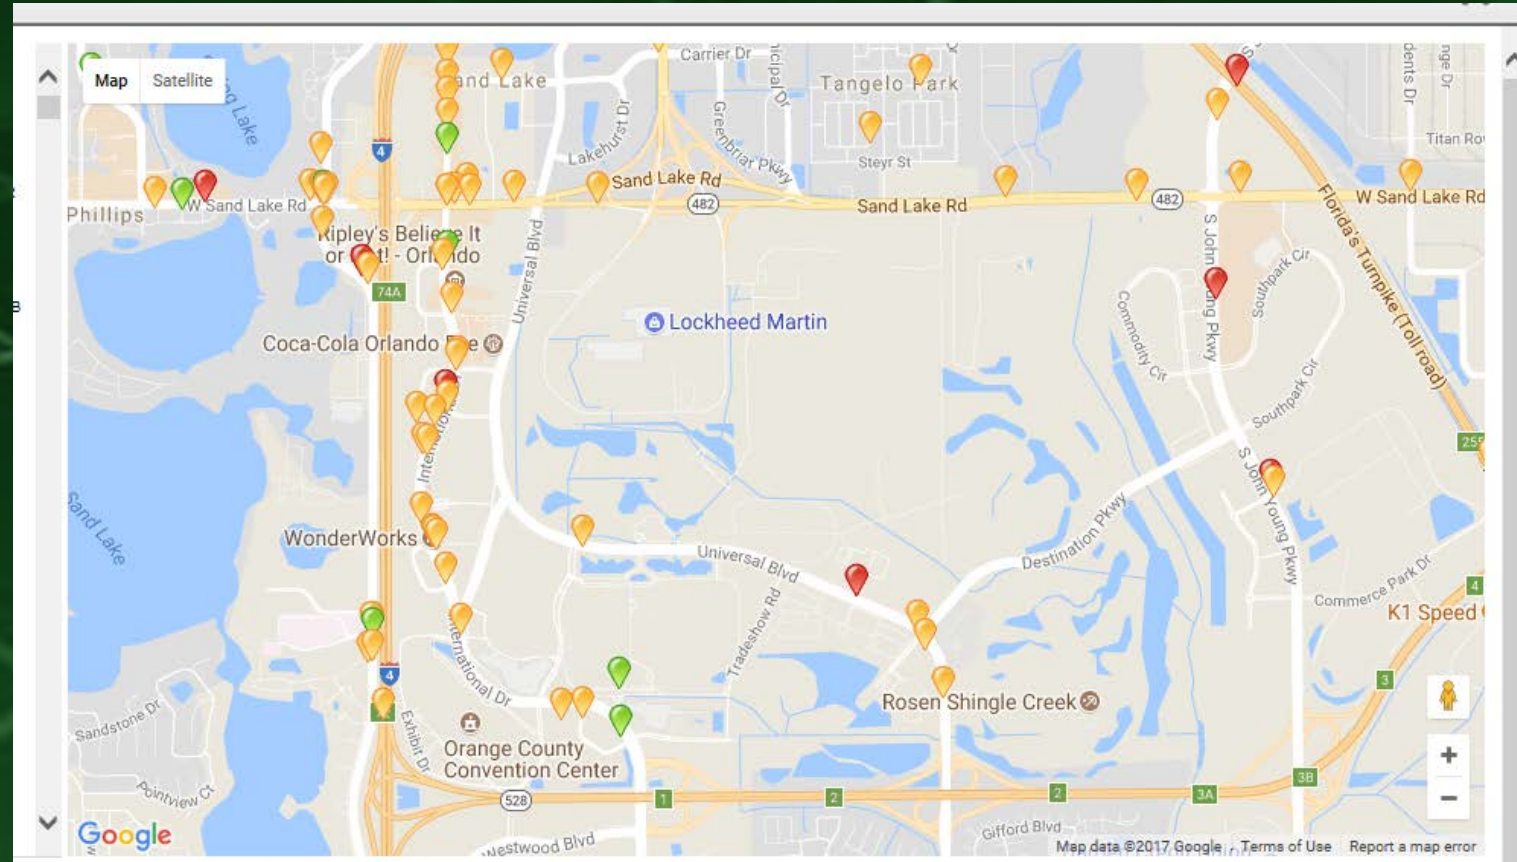 Map
Satellite
Carrier Dr
Sand Lake
Tangelo Park
Lakehurst Dr
Greenbriar Pkwy
Steyr St
Titan Ro
Phillips
W Sand Lake Rd
Sand Lake Rd
482
Sand Lake Rd
482
W Sand Lake Rd
4
Ripley's Believe It
or
t! - Orlando
74A
Universal Blvd
Lockheed Martin
S John Young Pkwy
Southpark Cir
Commodity Cir
Florida's Turnpike (Toll road)
Coca-Cola Orlando Eye
Southpark Cir
255
Sand Lake
WonderWorks
Universal Blvd
Destination Pkwy
S John Young Pkwy
Commerce Park Dr
4
K1 Speed
Tradeshow Rd
International Dr
4
3
Rosen Shingle Creek
Sandstone Dr
Exhibit Dr
Orange County
Convention Center
Pointview Ct
528
1
2
2
3A
3B
Google
Westwood Blvd
Gifford Blvd
Map data ©2017 Google
Terms of Use
Report a map error